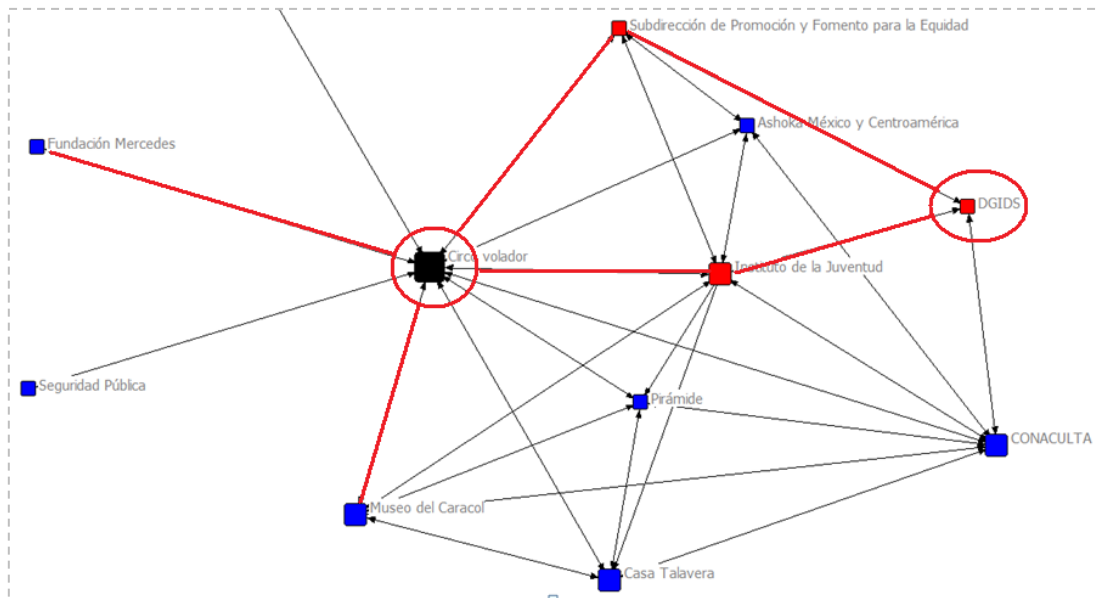 Subdirección de Promoción y Fomento para la Equidad
Ashoka México y Centroamérica
Fundación Mercedes
DGIDS
Circo volador
Instituto de la Juventud
Seguridad Pública
Pirámide
CONACULTA
Museo del Caracol
Casa Talavera